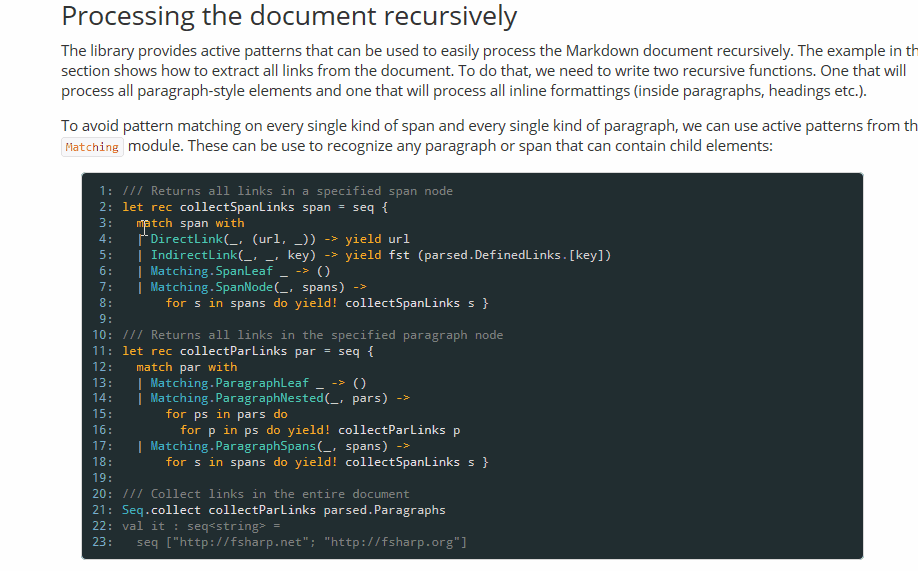 Processing the document recursively
The library provides active patterns that can be used to easily process the Markdown document recursively. The example in th
section shows how to extract all links from the document. To do that, we need to write two recursive functions. One that will
process all paragraph-style elements and one that will process all inline formattings (inside paragraphs, headings etc.).
To avoid pattern matching on every single kind of span and every single kind of paragraph, we can use active patterns from th
Matching module. These can be use to recognize any paragraph or span that can contain child elements:
1: /// Returns all links in a specified span node
2: let rec collectSpanLinks span = seq {
3:   match span with
4:   | DirectLink(_, (url, _)) -> yield url
5:   | IndirectLink(_, _, key) -> yield fst (parsed.DefinedLinks.[key])
6:   | Matching.SpanLeaf _ -> ()
7:   | Matching.SpanNode(_, spans) ->
8:       for s in spans do yield! collectSpanLinks s }
9:
10: /// Returns all links in the specified paragraph node
11: let rec collectParLinks par = seq {
12:   match par with
13:   | Matching.ParagraphLeaf _ -> ()
14:   | Matching.ParagraphNested(_, pars) ->
15:       for ps in pars do
16:         for p in ps do yield! collectParLinks p
17:   | Matching.ParagraphSpans(_, spans) ->
18:       for s in spans do yield! collectSpanLinks s }
19:
20: /// Collect links in the entire document
21: Seq.collect collectParLinks parsed.Paragraphs
22: val it : seq<string> =
23:   seq ["http://fsharp.net"; "http://fsharp.org"]